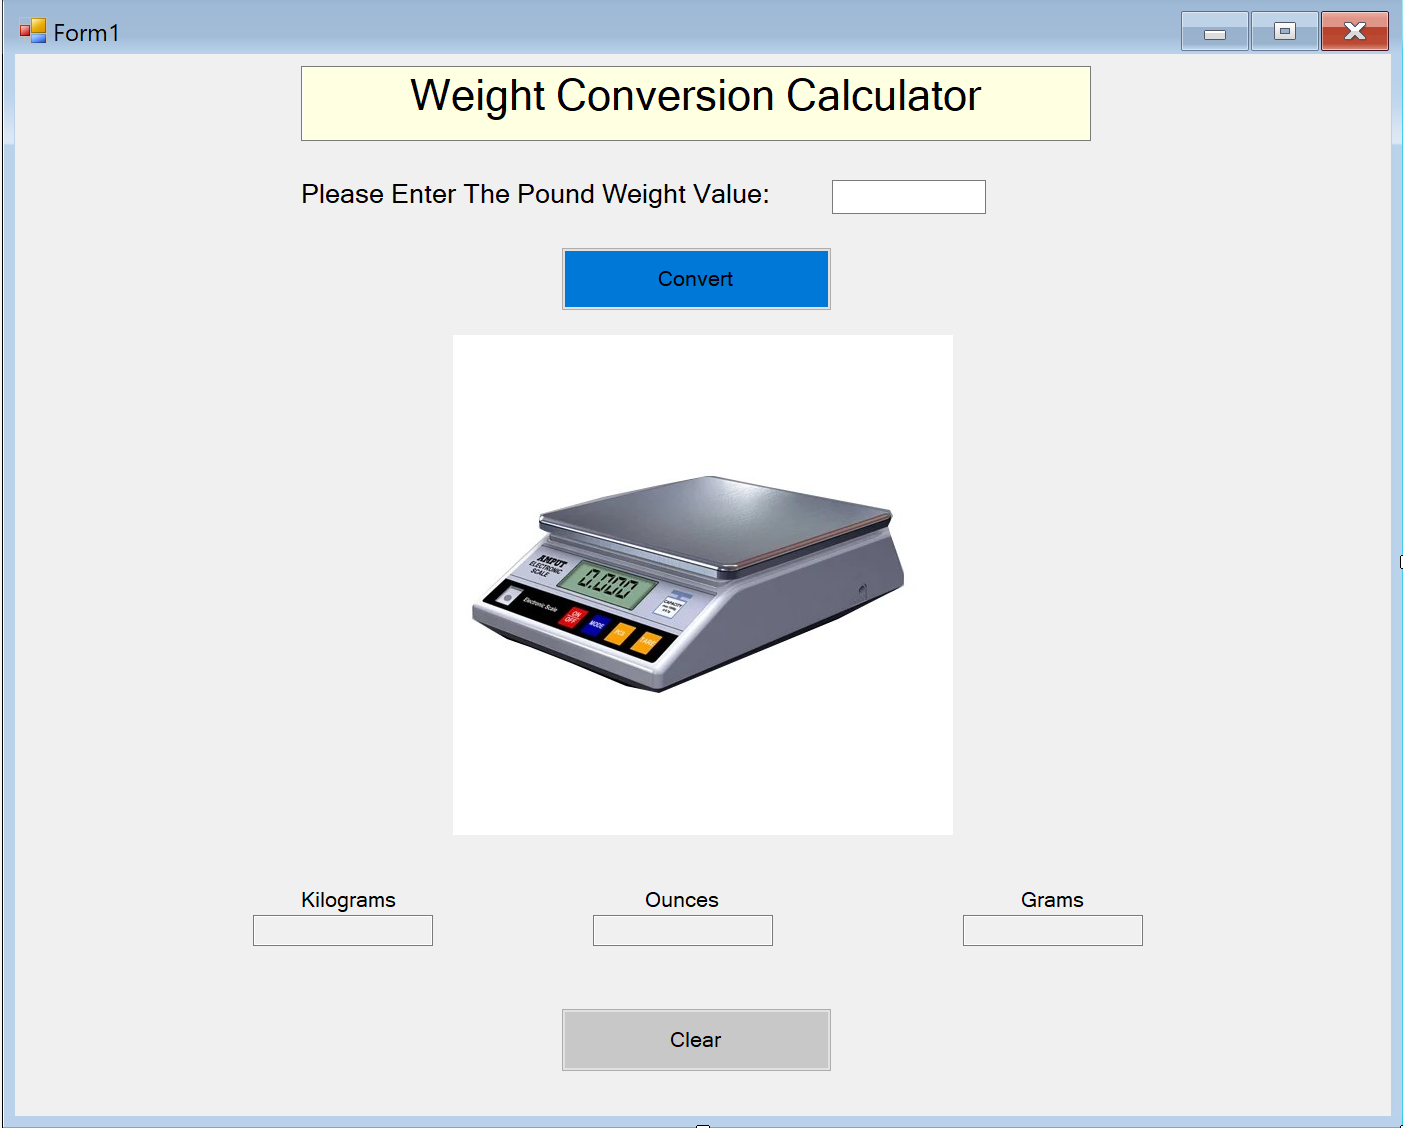 Form1
Weight Conversion Calculator
Please Enter The Pound Weight Value:
Convert
AMPUT
ELECTRONIC
SCALE
0.000
CAPACITY
Electronic Scale
ON
OFF
MODE
PCS
TARE
Kilograms
Ounces
Grams
Clear